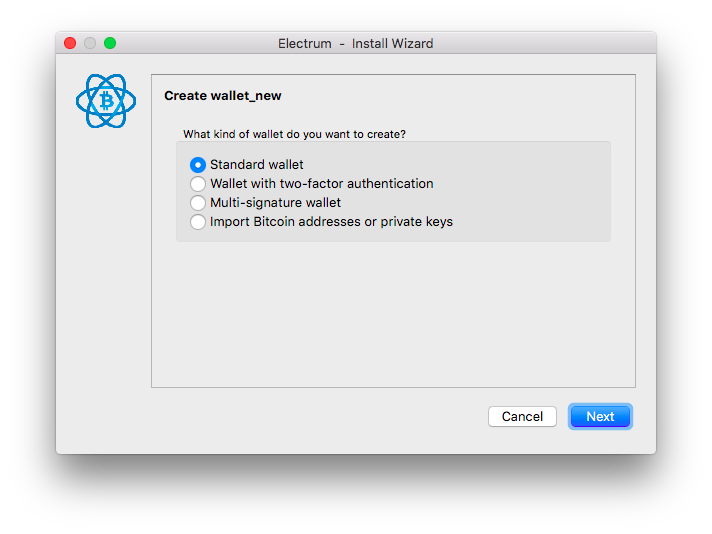 Electrum - Install Wizard
Create wallet_new
What kind of wallet do you want to create?
Standard wallet
Wallet with two-factor authentication
Multi-signature wallet
Import Bitcoin addresses or private keys
Cancel
Next